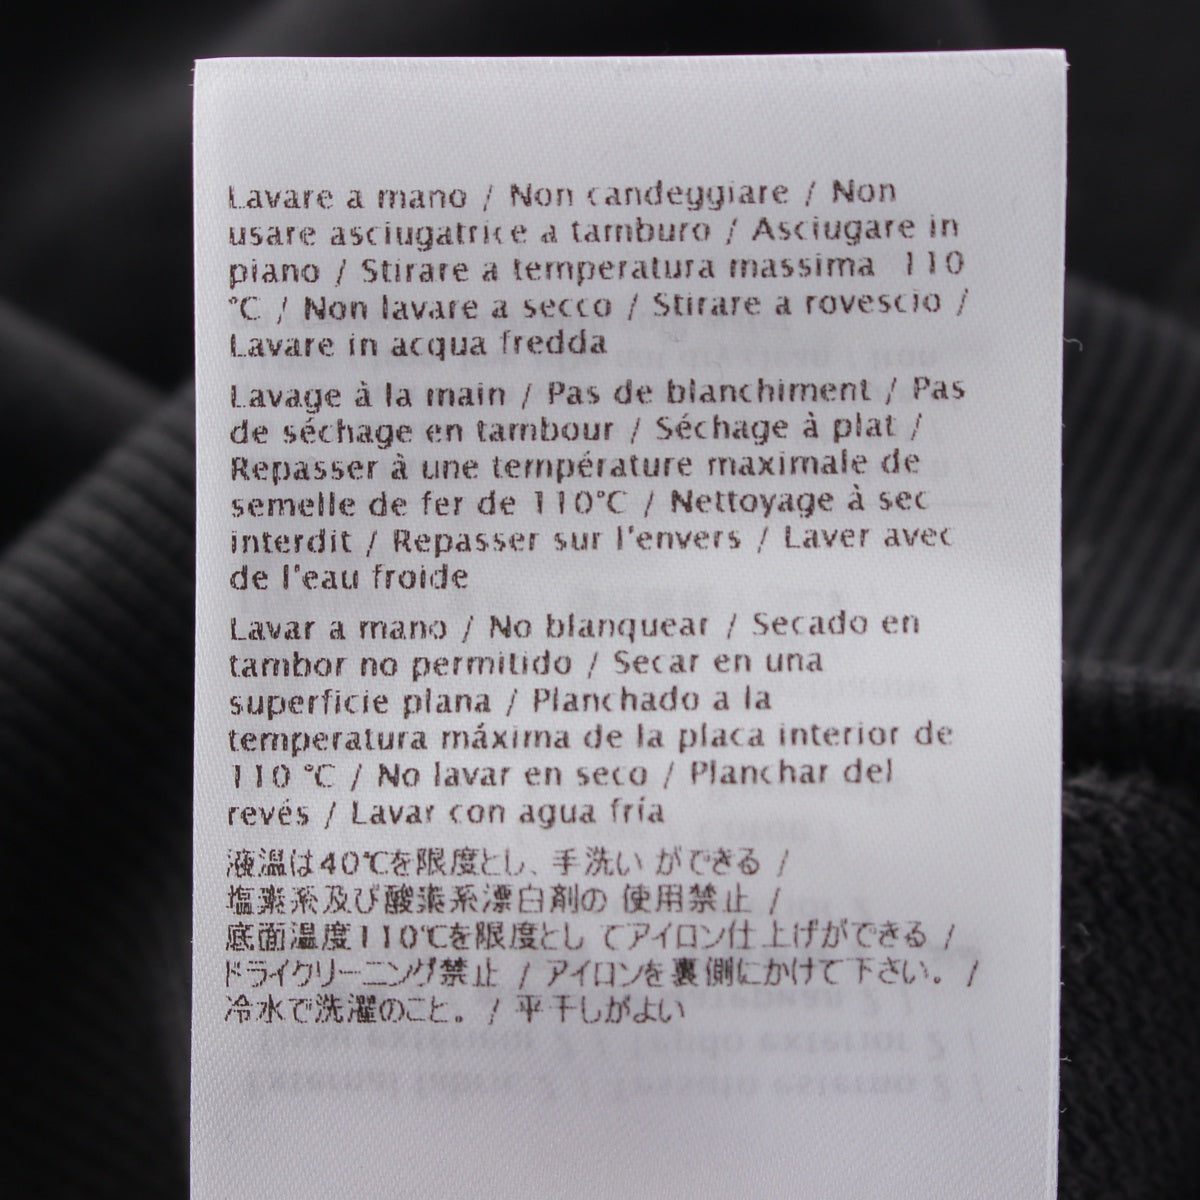 Lavare a mano / Non candeggiare / Non
usare asciugatrice a tamburo / Asciugare in
piano / Stirare a temperatura massima 110
°C / Non lavare a secco / Stirare a rovescio /
Lavare in acqua fredda
Lavage à la main / Pas de blanchiment / Pas
de séchage en tambour / Séchage à plat /
Repasser à une température maximale de
semelle de fer de 110°C / Nettoyage à sec
interdit / Repasser sur l'envers / Laver avec
de l'eau froide
Lavar a mano / No blanquear / Secado en
tambor no permitido / Secar en una
superficie plana / Planchado a la
temperatura máxima de la placa interior de
110 °C / No lavar en seco / Planchar del
revés / Lavar con agua fría
液温は40℃を限度とし、手洗い ができる /
塩素系及び酸素系漂白剤の 使用禁止 /
底面温度110℃を限度とし てアイロン仕上げができる /
ドライクリーニング禁止 / アイロンを裏側にかけて下さい。 /
冷水で洗濯のこと。 / 平干しがよい